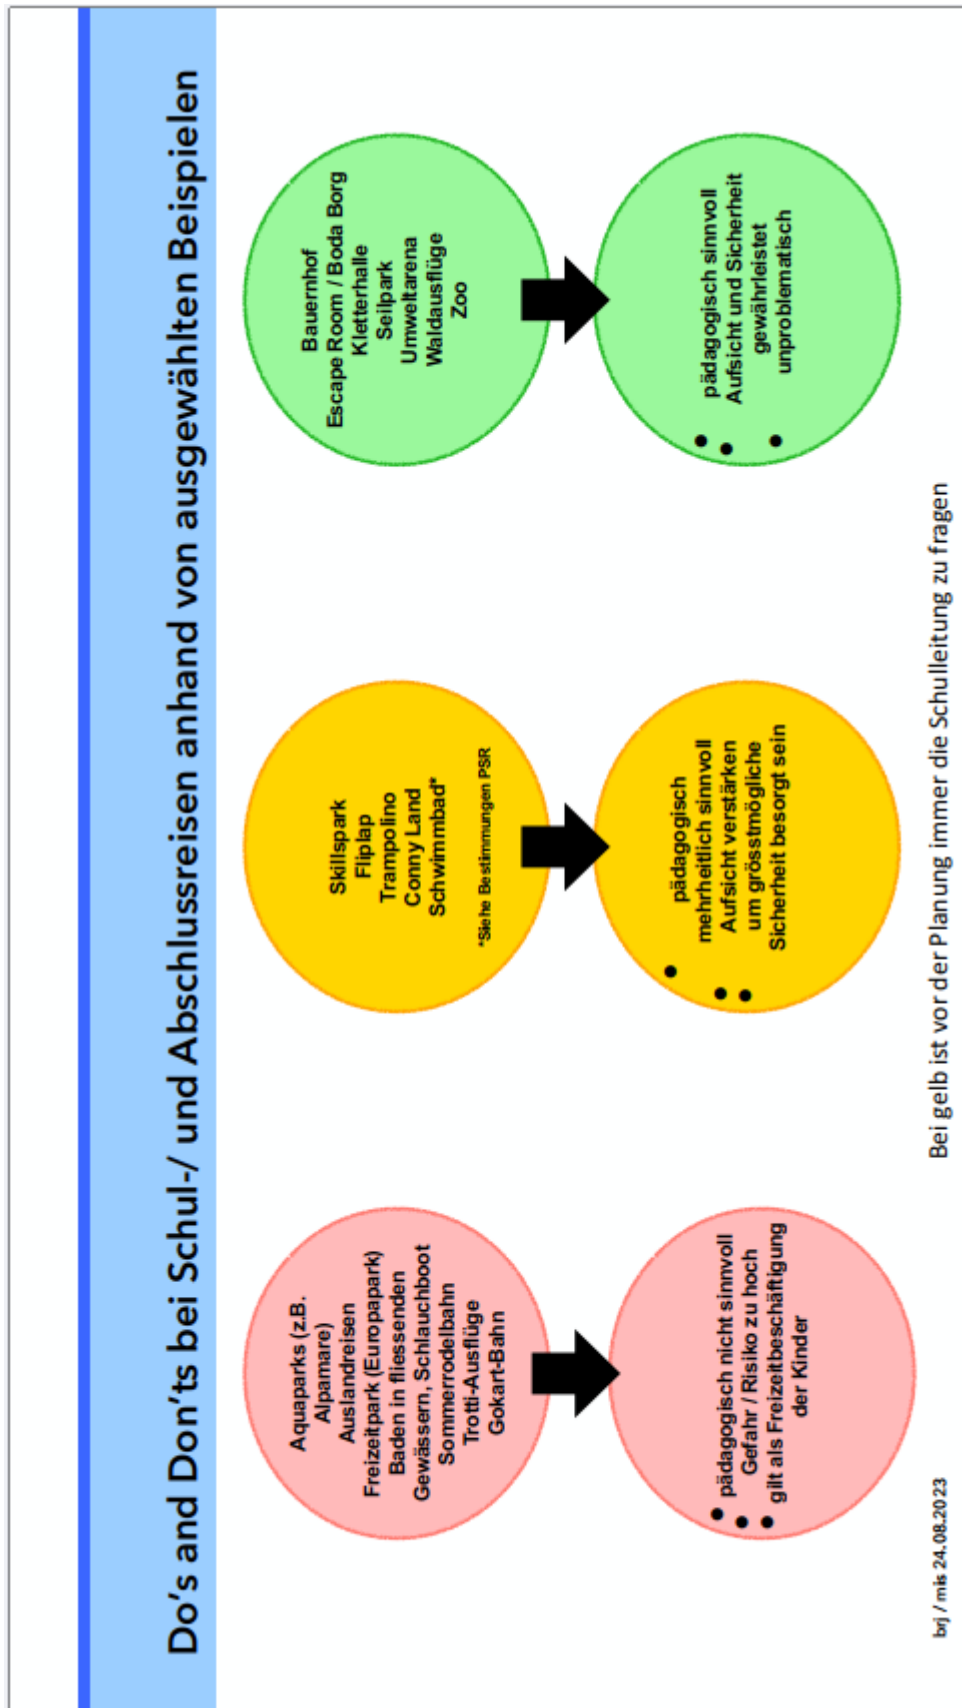 Do's and Don'ts bei Schul-/ und Abschlussreisen anhand von ausgewählten Beispielen
Aquaparks (z.B.
Alpamare)
Auslandreisen
Freizeitpark (Europapark)
Baden in fliessenden
Gewässern, Schlauchboot
Sommerrodelbahn
Trotti-Ausflüge
Gokart-Bahn
• pädagogisch nicht sinnvoll
• Gefahr / Risiko zu hoch
• gilt als Freizeitbeschäftigung
der Kinder
Skillspark
Fliplap
Trampolino
Conny Land
Schwimmbad*
*Siehe Bestimmungen PSR
• pädagogisch
mehrheitlich sinnvoll
• Aufsicht verstärken
• um grösstmögliche
Sicherheit besorgt sein
Bauernhof
Escape Room / Boda Borg
Kletterhalle
Seilpark
Umweltarena
Waldausflüge
Zoo
• pädagogisch sinnvoll
• Aufsicht und Sicherheit
gewährleistet
• unproblematisch
Bei gelb ist vor der Planung immer die Schulleitung zu fragen
brj / mis 24.08.2023